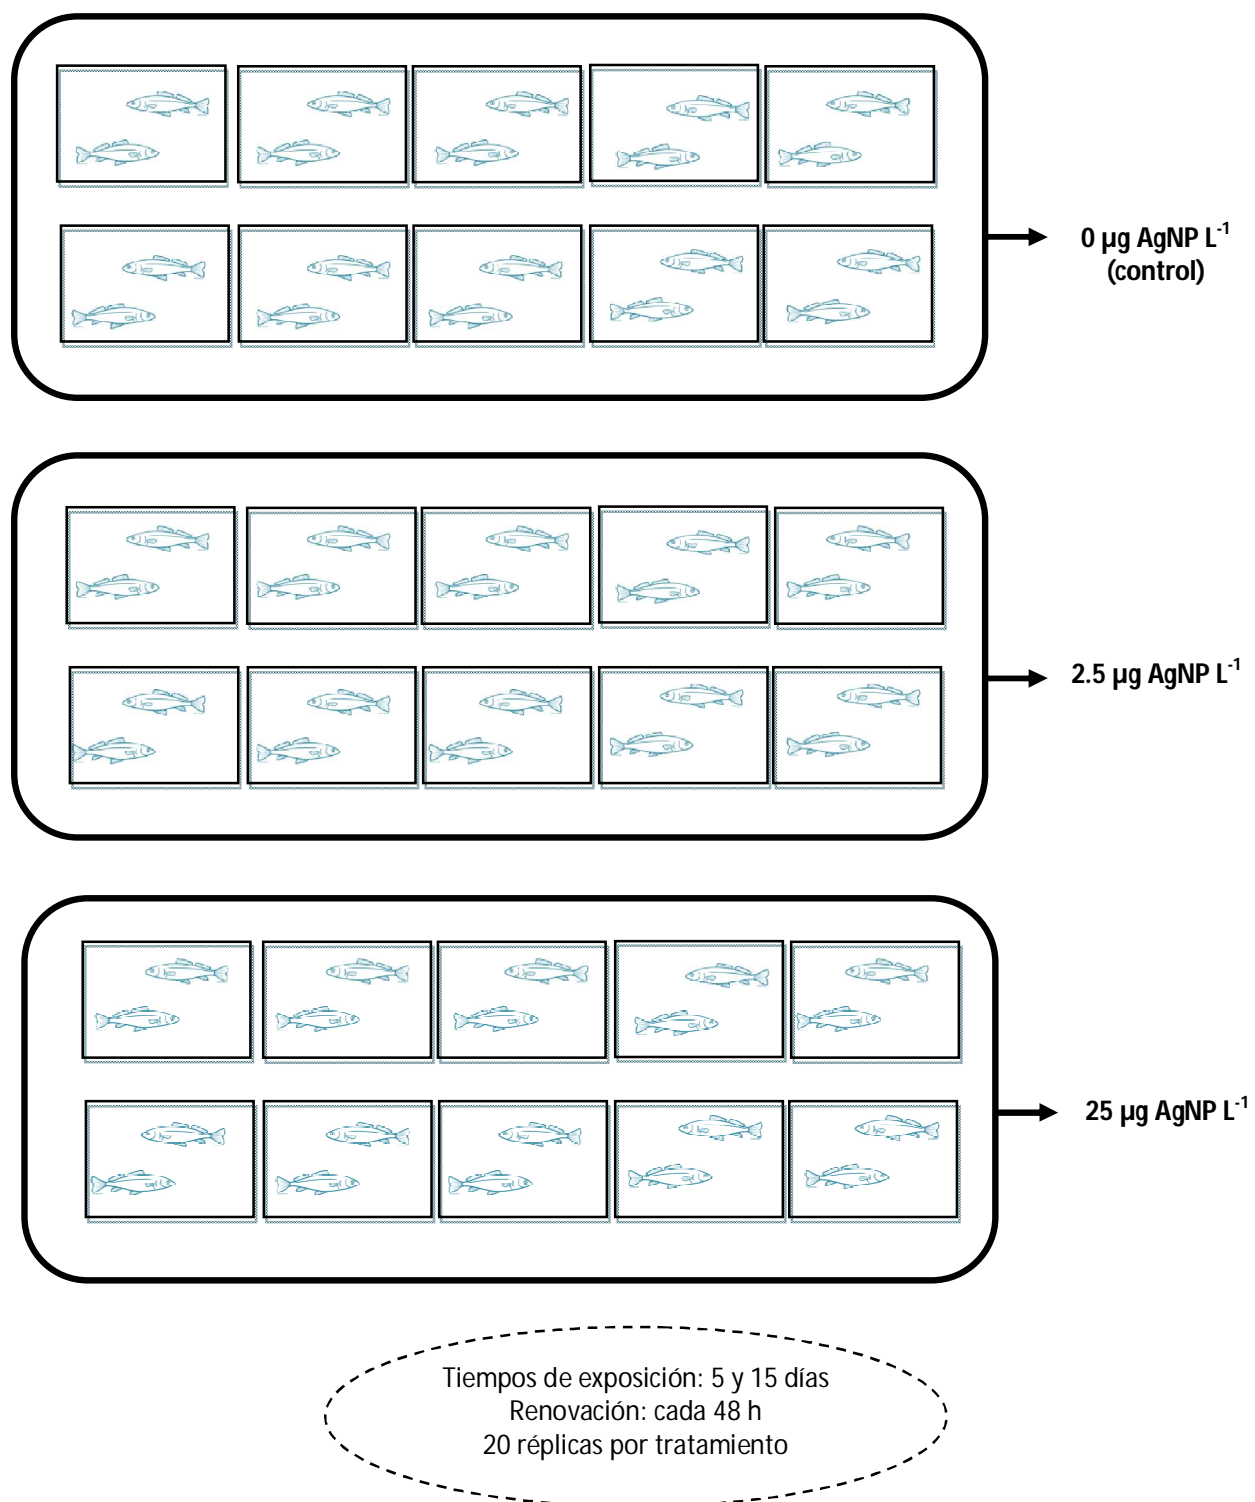 0 µg AgNP L⁻¹
(control)
2.5 µg AgNP L⁻¹
25 µg AgNP L⁻¹
Tiempos de exposición: 5 y 15 días
Renovación: cada 48 h
20 réplicas por tratamiento